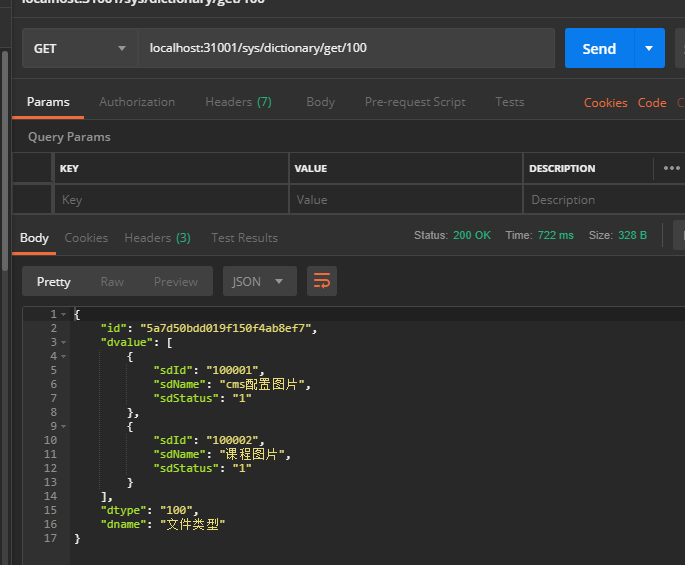 localhost:31001/sys/dictionary/get/100
GET localhost:31001/sys/dictionary/get/100 Send
Params Authorization Headers (7) Body Pre-request Script Tests Cookies Code C
Query Params
KEY VALUE DESCRIPTION •••
Key Value Description
Body Cookies Headers (3) Test Results Status: 200 OK Time: 722 ms Size: 328 B
Pretty Raw Preview JSON
1 {
2 "id": "5a7d50bdd019f150f4ab8ef7",
3 "dvalue": [
4 {
5 "sdId": "100001",
6 "sdName": "cms配置图片",
7 "sdStatus": "1"
8 },
9 {
10 "sdId": "100002",
11 "sdName": "课程图片",
12 "sdStatus": "1"
13 }
14 ],
15 "dtype": "100",
16 "dname": "文件类型"
17 }